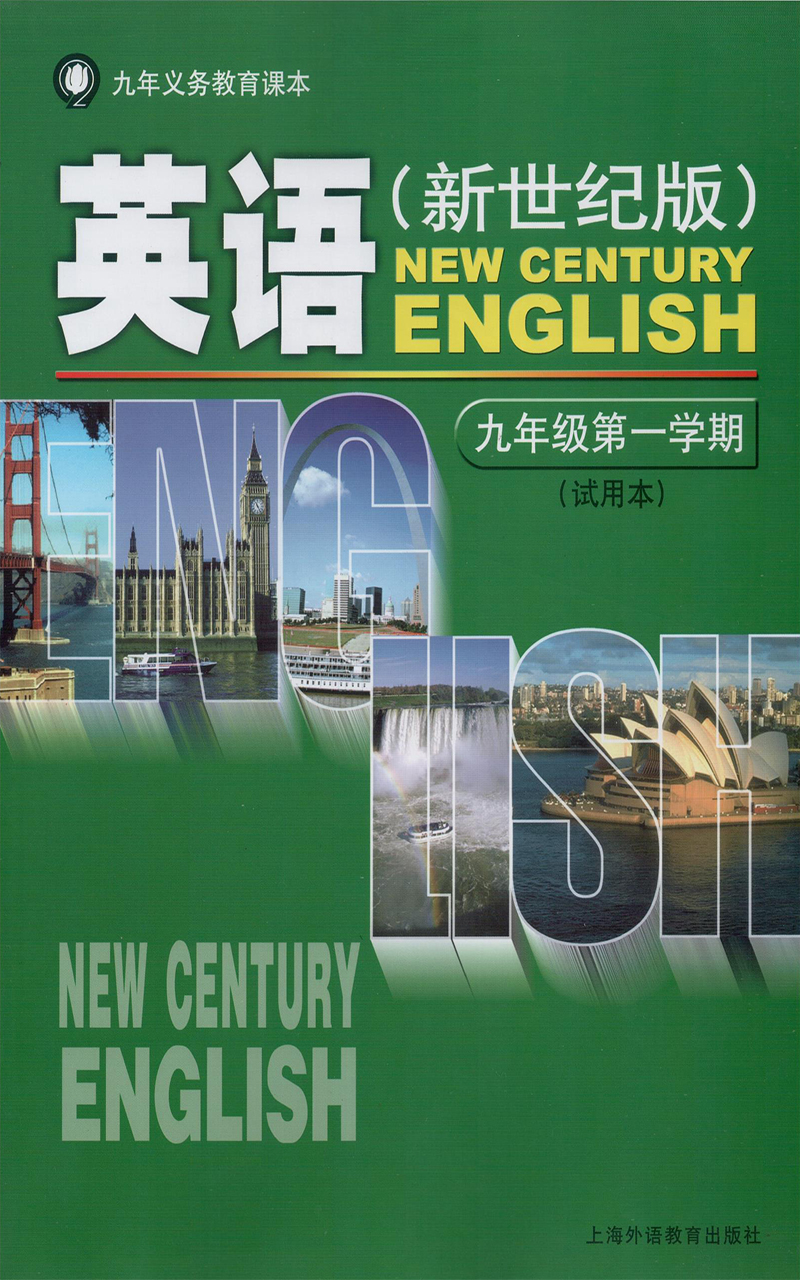 九年义务教育课本
英语
（新世纪版）
NEW CENTURY
ENGLISH
九年级第一学期
（试用本）
ENG
LISH
NEW CENTURY
ENGLISH
上海外语教育出版社